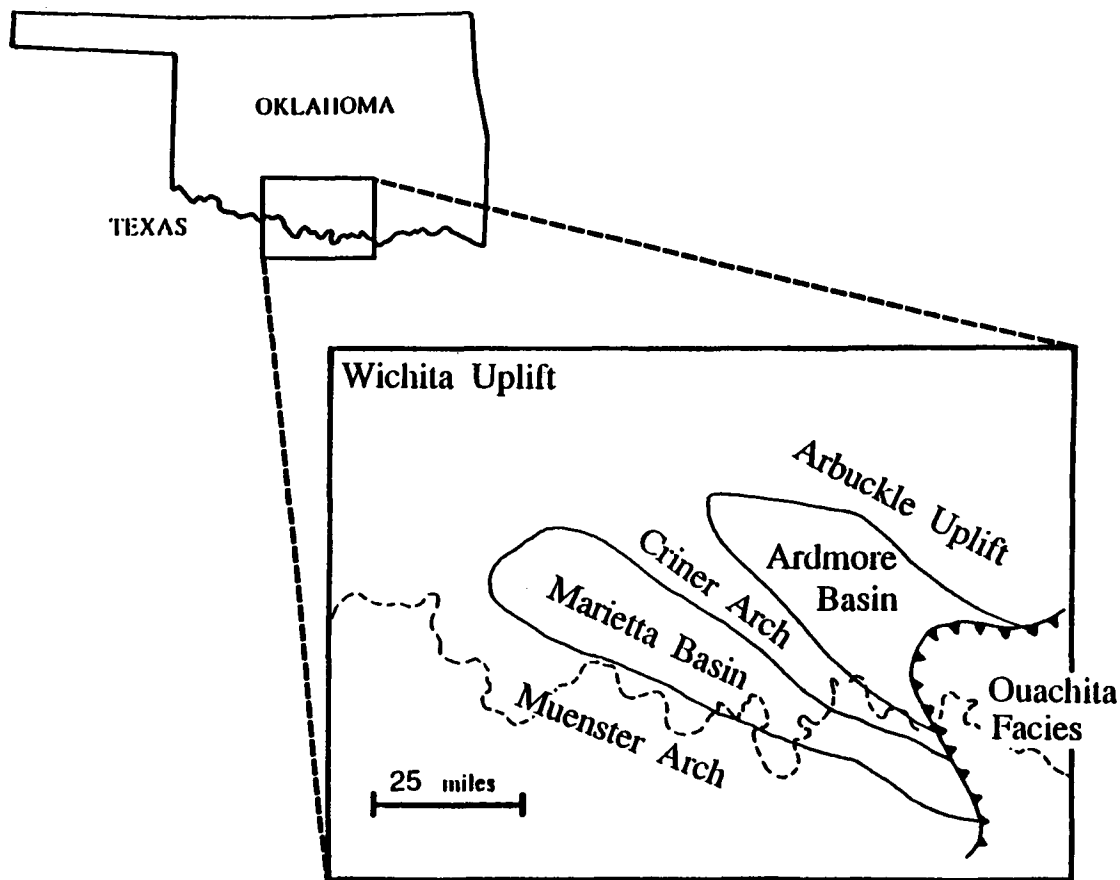 OKLAHOMA
TEXAS
Wichita Uplift
Arbuckle Uplift
Ardmore
Basin
Criner Arch
Marietta Basin
Muenster Arch
Ouachita
Facies
25 miles